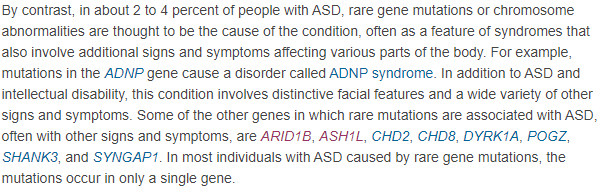 By contrast, in about 2 to 4 percent of people with ASD, rare gene mutations or chromosome
abnormalities are thought to be the cause of the condition, often as a feature of syndromes that
also involve additional signs and symptoms affecting various parts of the body. For example,
mutations in the ADNP gene cause a disorder called ADNP syndrome. In addition to ASD and
intellectual disability, this condition involves distinctive facial features and a wide variety of other
signs and symptoms. Some of the other genes in which rare mutations are associated with ASD,
often with other signs and symptoms, are ARID1B, ASH1L, CHD2, CHD8, DYRK1A, POGZ,
SHANK3, and SYNGAP1. In most individuals with ASD caused by rare gene mutations, the
mutations occur in only a single gene.